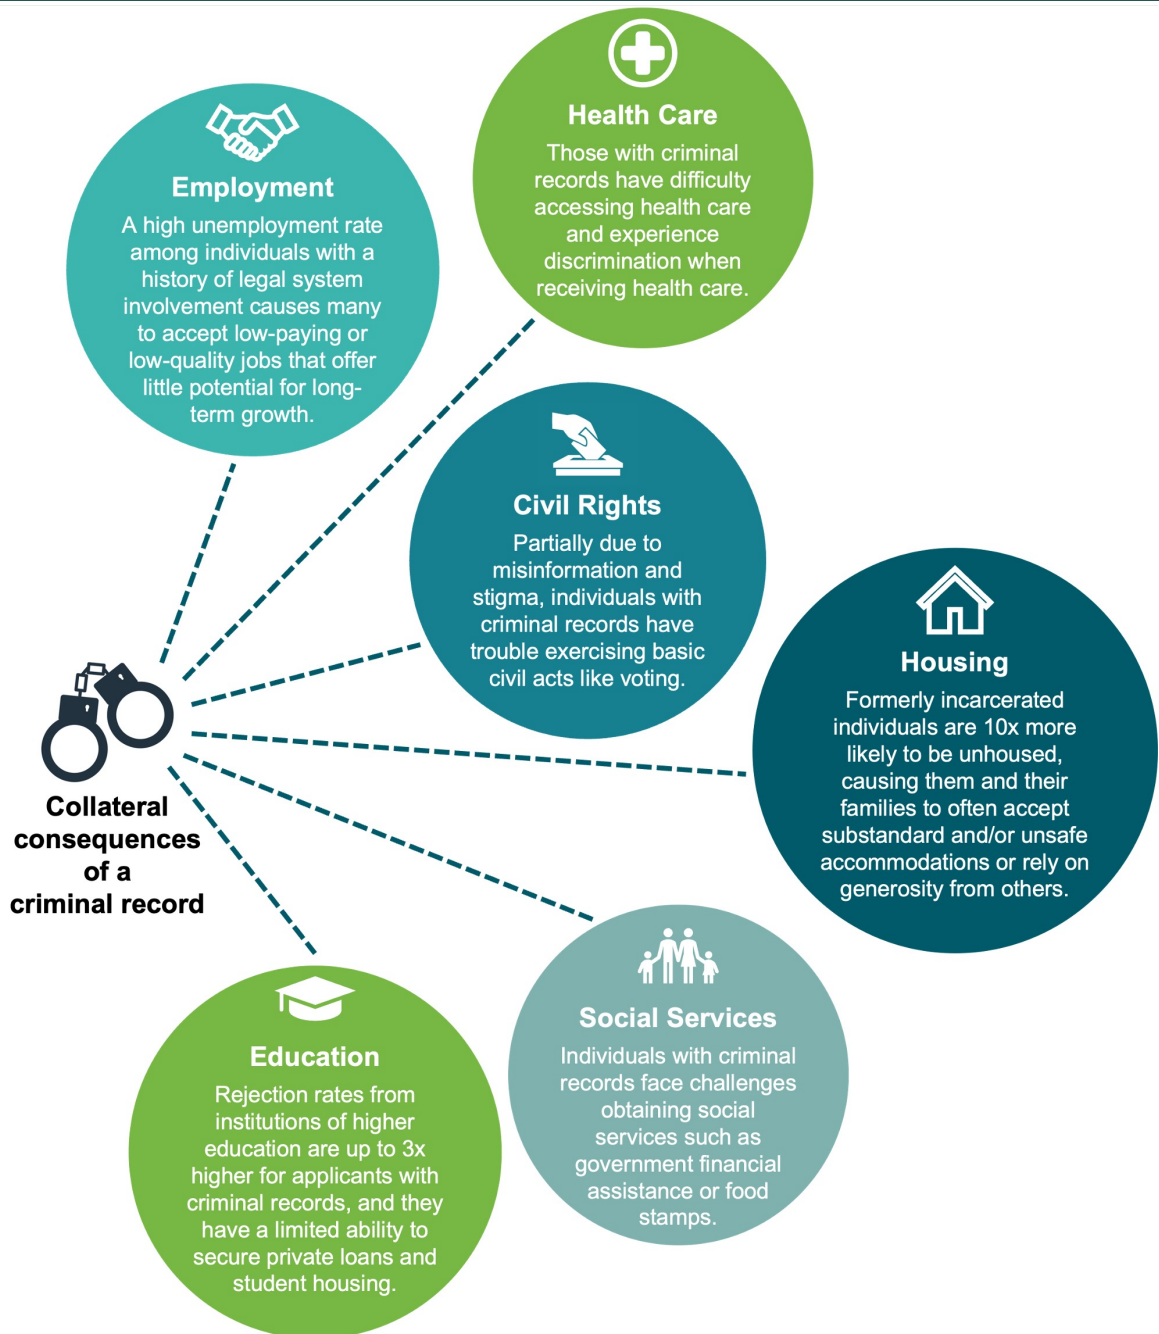 Health Care
Those with criminal
records have difficulty
accessing health care
and experience
discrimination when
receiving health care.
Employment
A high unemployment rate
among individuals with a
history of legal system
involvement causes many
to accept low-paying or
low-quality jobs that offer
little potential for long-
term growth.
Civil Rights
Partially due to
misinformation and
stigma, individuals with
criminal records have
trouble exercising basic
civil acts like voting.
Housing
Formerly incarcerated
individuals are 10x more
likely to be unhoused,
causing them and their
families to often accept
substandard and/or unsafe
accommodations or rely on
generosity from others.
Collateral
consequences
of a
criminal record
Social Services
Individuals with criminal
records face challenges
obtaining social
services such as
government financial
assistance or food
stamps.
Education
Rejection rates from
institutions of higher
education are up to 3x
higher for applicants with
criminal records, and they
have a limited ability to
secure private loans and
student housing.